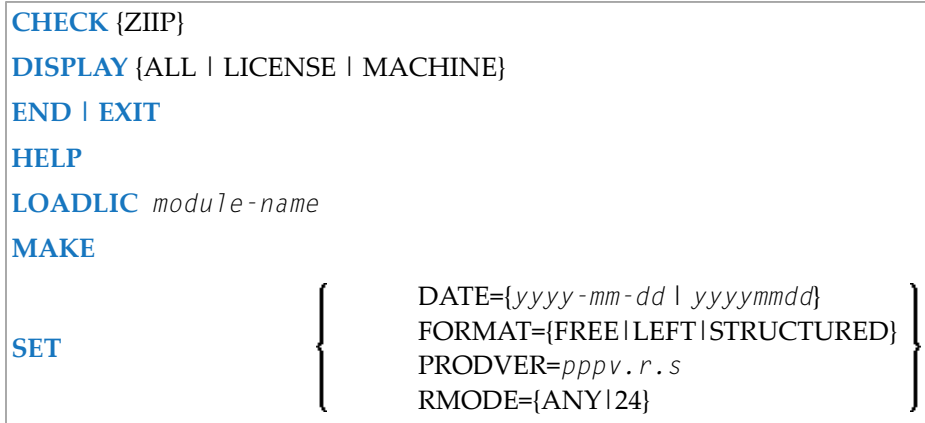 CHECK {ZIIP}
DISPLAY {ALL | LICENSE | MACHINE}
END | EXIT
HELP
LOADLIC module-name
MAKE
SET
DATE={yyyy-mm-dd | yyyymmdd}
FORMAT={FREE|LEFT|STRUCTURED}
PRODVER=pppv.r.s
RMODE={ANY|24}